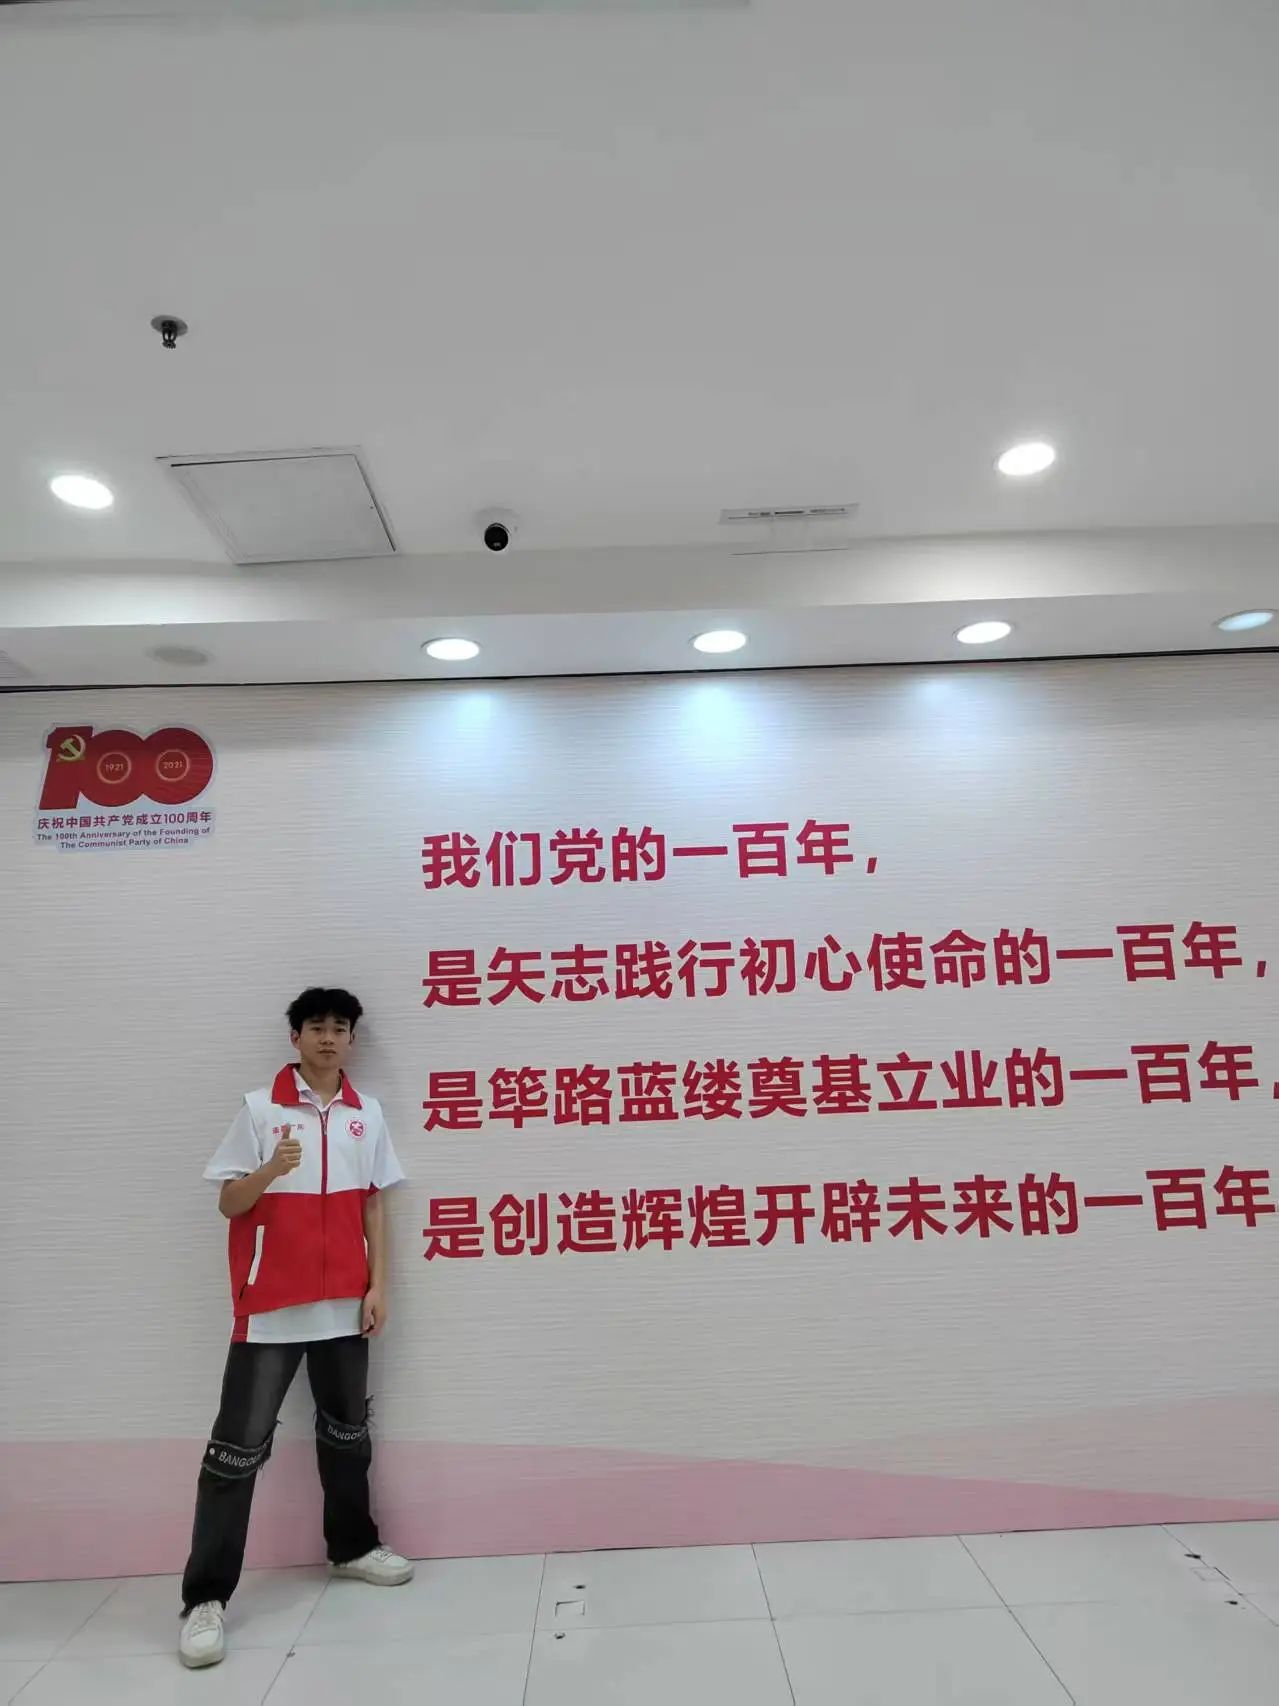 100
1921
2021
庆祝中国共产党成立100周年
The 100th Anniversary of the Founding of
The Communist Party of China
我们党的一百年，
是矢志践行初心使命的一百年，
是筚路蓝缕奠基立业的一百年，
是创造辉煌开辟未来的一百年